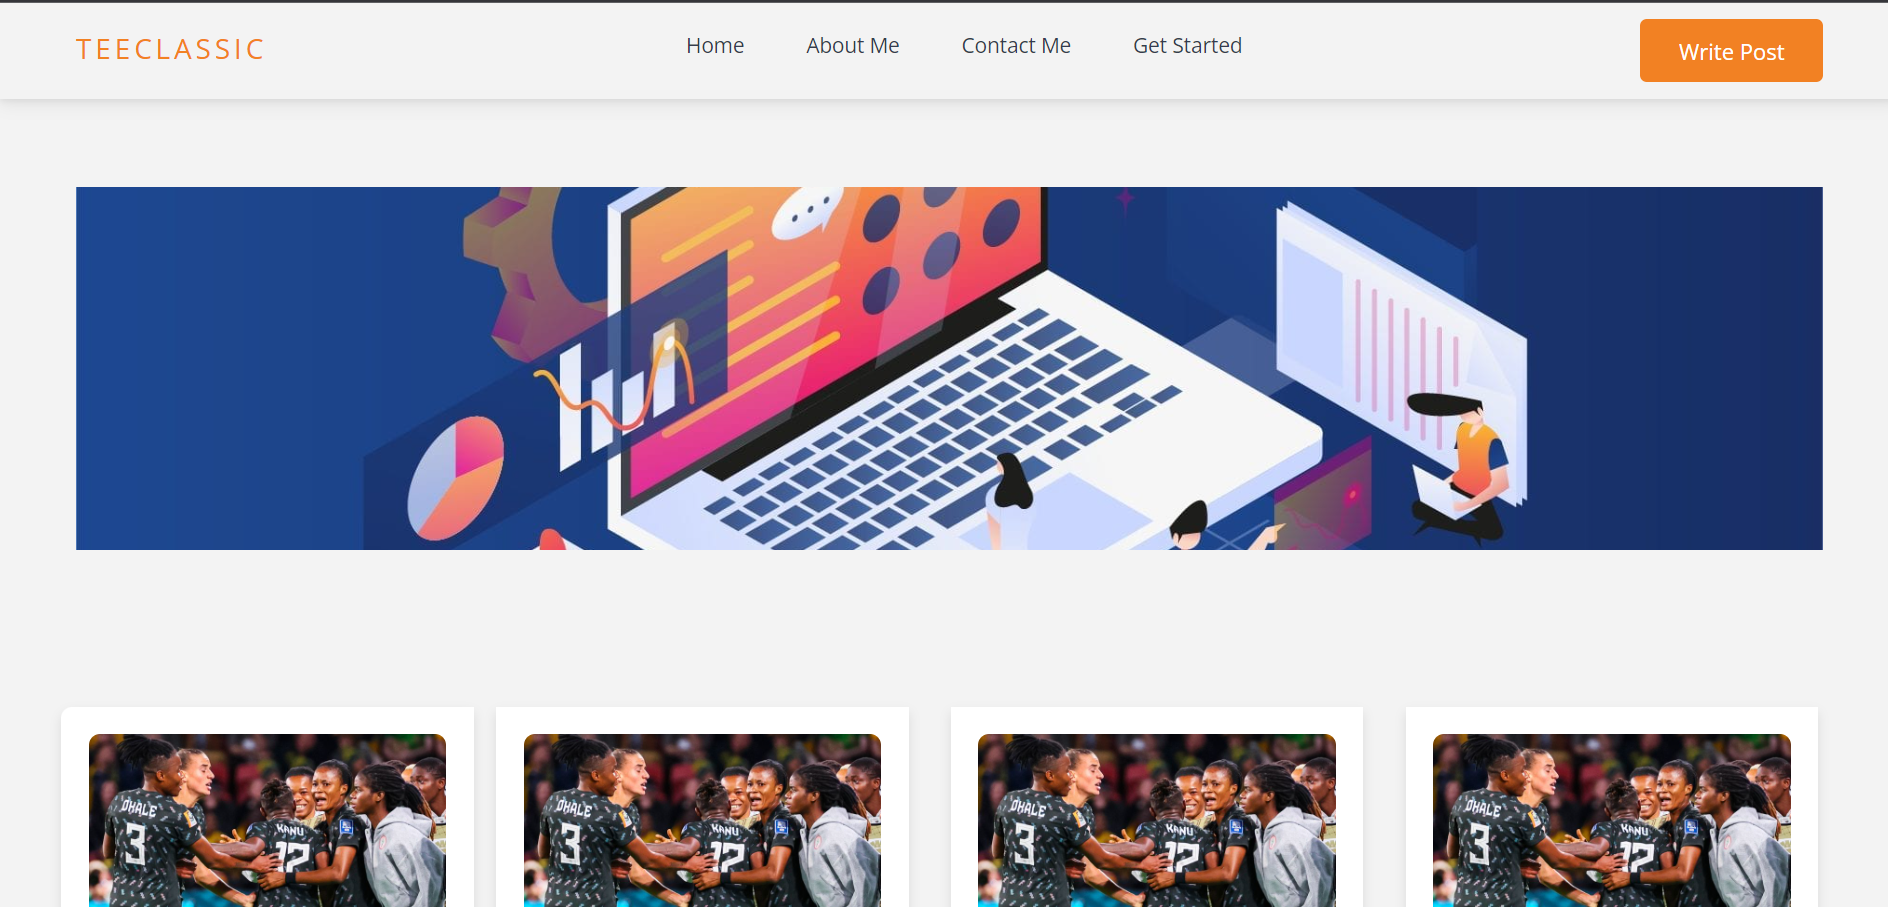 TEECLASSIC
Home
About Me
Contact Me
Get Started
Write Post
OHALE
3
KANU
12
OHALE
3
KANU
12
OHALE
3
KANU
12
OHALE
3
KANU
12